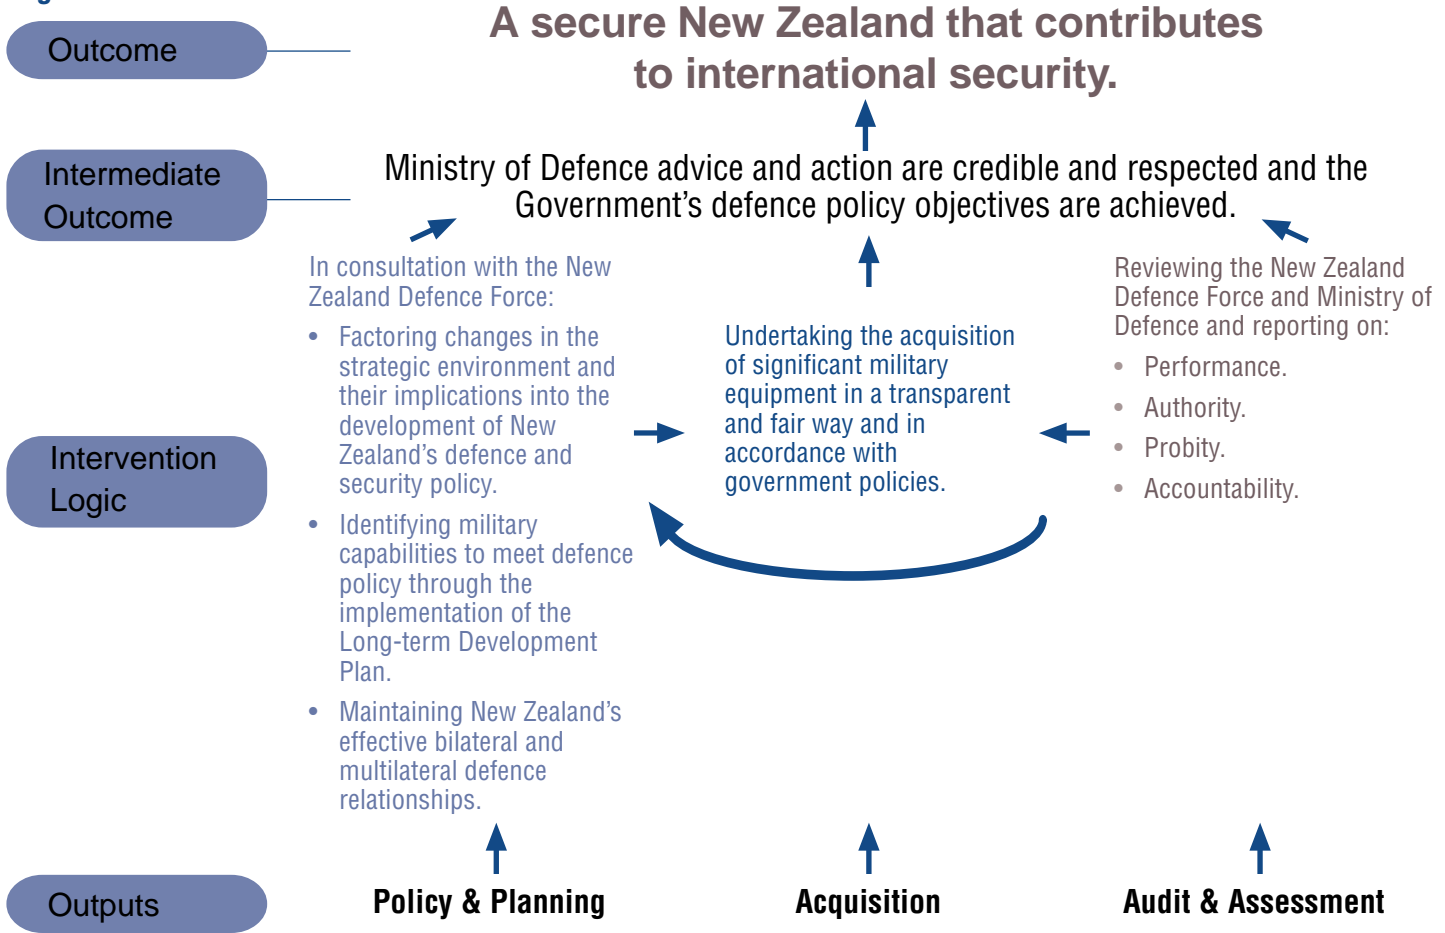 Outcome
A secure New Zealand that contributes
to international security.
Intermediate
Outcome
Ministry of Defence advice and action are credible and respected and the
Government’s defence policy objectives are achieved.
Intervention
Logic
In consultation with the New
Zealand Defence Force:
• Factoring changes in the
strategic environment and
their implications into the
development of New
Zealand’s defence and
security policy.
• Identifying military
capabilities to meet defence
policy through the
implementation of the
Long-term Development
Plan.
• Maintaining New Zealand’s
effective bilateral and
multilateral defence
relationships.
Undertaking the acquisition
of significant military
equipment in a transparent
and fair way and in
accordance with
government policies.
Reviewing the New Zealand
Defence Force and Ministry of
Defence and reporting on:
• Performance.
• Authority.
• Probity.
• Accountability.
Outputs
Policy & Planning
Acquisition
Audit & Assessment